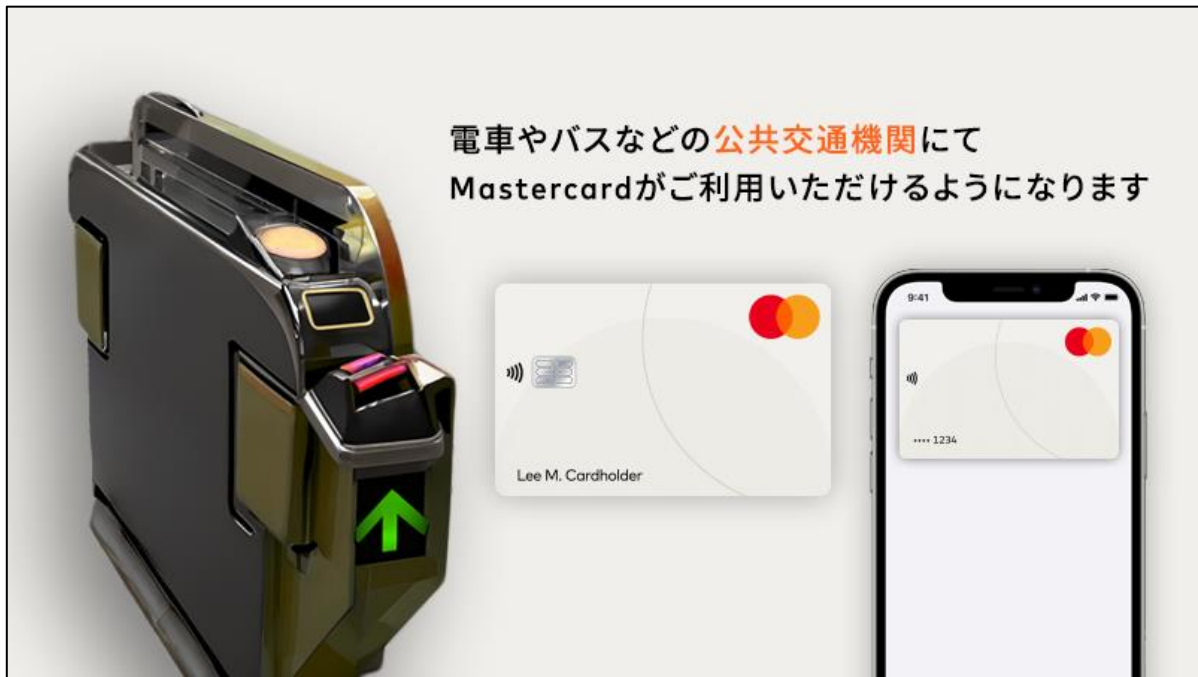 電車やバスなどの公共交通機関にて
Mastercardがご利用いただけるようになります
Lee M. Cardholder
9:41
•••• 1234